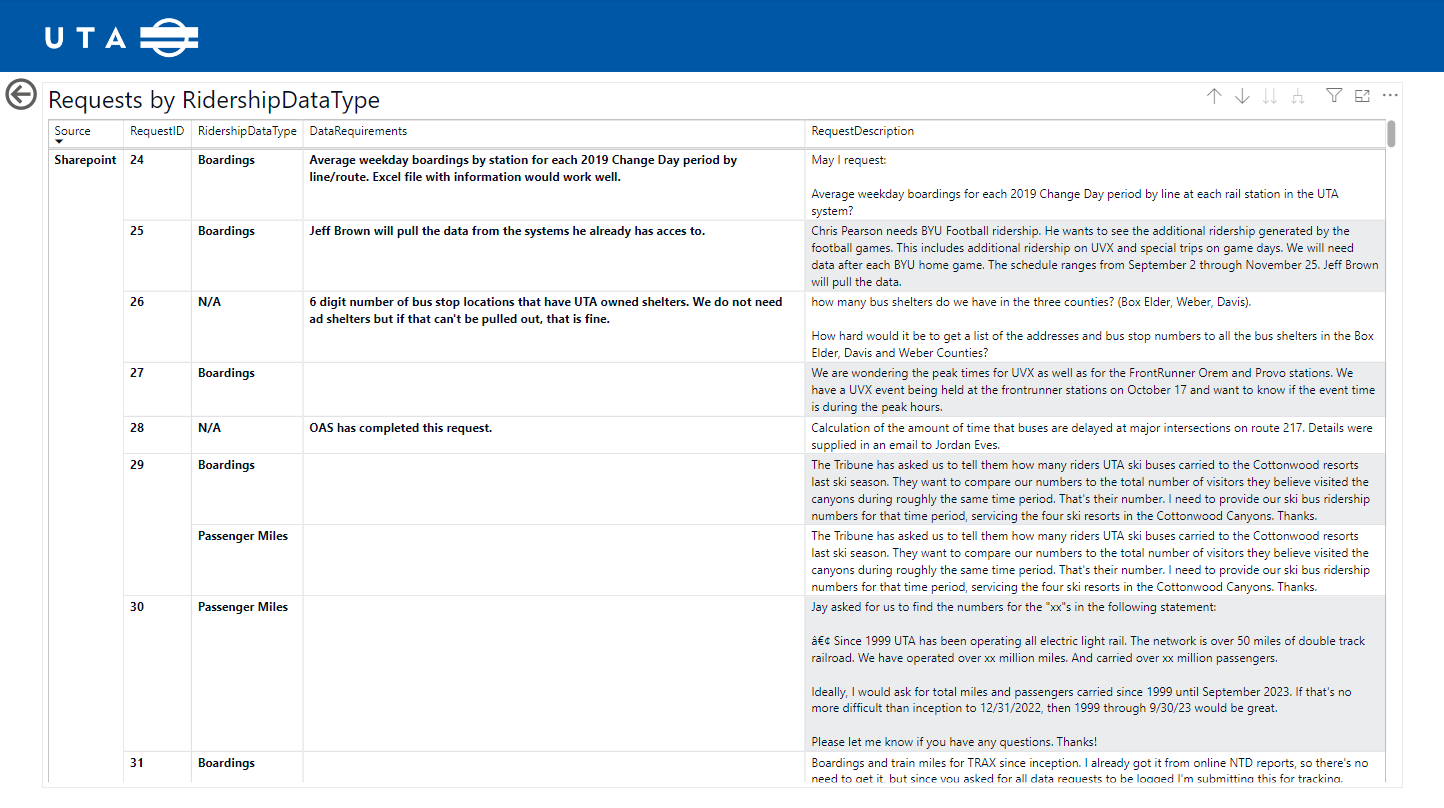 UTA
Requests by RidershipDataType
Source RequestID RidershipDataType DataRequirements RequestDescription
Sharepoint 24 Boardings Average weekday boardings by station for each 2019 Change Day period by
line/route. Excel file with information would work well.
May I request:
Average weekday boardings for each 2019 Change Day period by line at each rail station in the UTA
system?
25 Boardings Jeff Brown will pull the data from the systems he already has acces to.
Chris Pearson needs BYU Football ridership. He wants to see the additional ridership generated by the
football games. This includes additional ridership on UVX and special trips on game days. We will need
data after each BYU home game. The schedule ranges from September 2 through November 25. Jeff Brown
will pull the data.
26 N/A 6 digit number of bus stop locations that have UTA owned shelters. We do not need
ad shelters but if that can't be pulled out, that is fine.
how many bus shelters do we have in the three counties? (Box Elder, Weber, Davis).
How hard would it be to get a list of the addresses and bus stop numbers to all the bus shelters in the Box
Elder, Davis and Weber Counties?
27 Boardings
We are wondering the peak times for UVX as well as for the FrontRunner Orem and Provo stations. We
have a UVX event being held at the frontrunner stations on October 17 and want to know if the event time
is during the peak hours.
28 N/A OAS has completed this request.
Calculation of the amount of time that buses are delayed at major intersections on route 217. Details were
supplied in an email to Jordan Eves.
29 Boardings
The Tribune has asked us to tell them how many riders UTA ski buses carried to the Cottonwood resorts
last ski season. They want to compare our numbers to the total number of visitors they believe visited the
canyons during roughly the same time period. That's their number. I need to provide our ski bus ridership
numbers for that time period, servicing the four ski resorts in the Cottonwood Canyons. Thanks.
Passenger Miles
The Tribune has asked us to tell them how many riders UTA ski buses carried to the Cottonwood resorts
last ski season. They want to compare our numbers to the total number of visitors they believe visited the
canyons during roughly the same time period. That's their number. I need to provide our ski bus ridership
numbers for that time period, servicing the four ski resorts in the Cottonwood Canyons. Thanks.
30 Passenger Miles
Jay asked for us to find the numbers for the "xx"s in the following statement:
â€¢ Since 1999 UTA has been operating all electric light rail. The network is over 50 miles of double track
railroad. We have operated over xx million miles. And carried over xx million passengers.
Ideally, I would ask for total miles and passengers carried since 1999 until September 2023. If that's no
more difficult than inception to 12/31/2022, then 1999 through 9/30/23 would be great.
Please let me know if you have any questions. Thanks!
31 Boardings
Boardings and train miles for TRAX since inception. I already got it from online NTD reports, so there's no
need to get it, but since you asked for all data requests to be logged I'm submitting this for tracking.